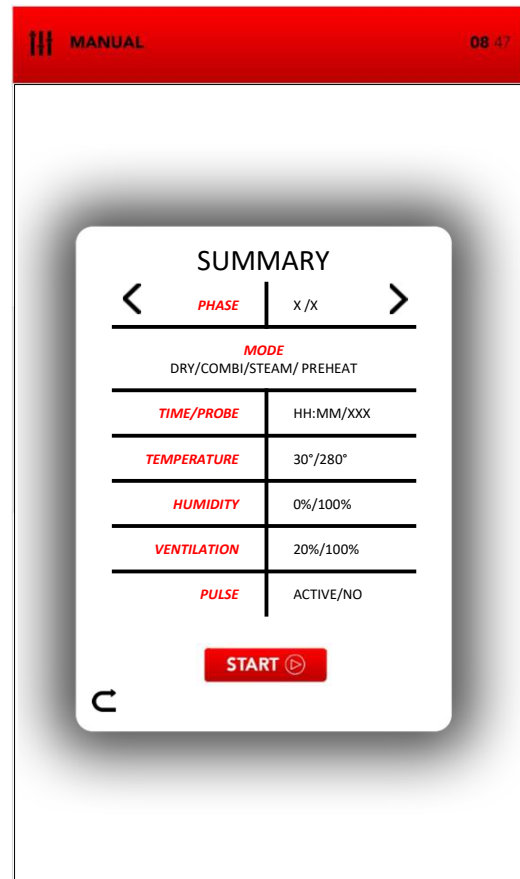 MANUAL 08 47
SUMMARY
PHASE X /X
MODE
DRY/COMBI/STEAM/ PREHEAT
TIME/PROBE HH:MM/XXX
TEMPERATURE 30°/280°
HUMIDITY 0%/100%
VENTILATION 20%/100%
PULSE ACTIVE/NO
START